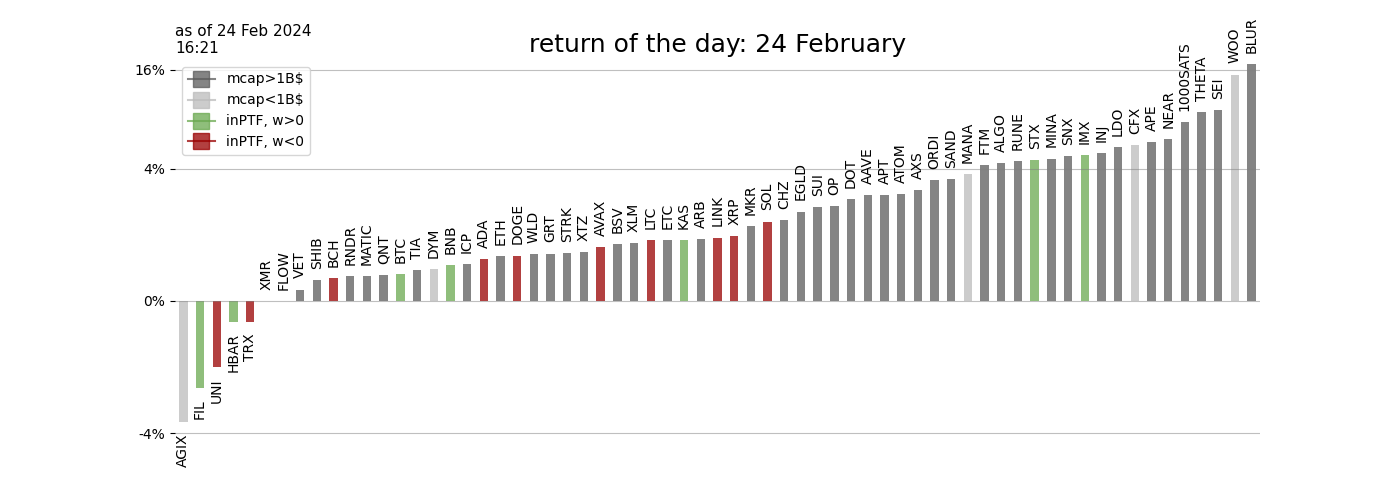 as of 24 Feb 2024
16:21
return of the day: 24 February
16%
4%
0%
-4%
mcap>1B$
mcap<1B$
inPTF, w>0
inPTF, w<0
AGIX
FIL
UNI
HBAR
TRX
XMR
FLOW
VET
SHIB
BCH
RNDR
MATIC
QNT
BTC
TIA
DYM
BNB
ICP
ADA
ETH
DOGE
WLD
GRT
STRK
XTZ
AVAX
BSV
XLM
LTC
ETC
KAS
ARB
LINK
XRP
MKR
SOL
CHZ
EGLD
SUI
OP
DOT
AAVE
APT
ATOM
AXS
ORDI
SAND
MANA
FTM
ALGO
RUNE
STX
MINA
SNX
IMX
INJ
LDO
CFX
APE
NEAR
1000SATS
THETA
SEI
WOO
BLUR